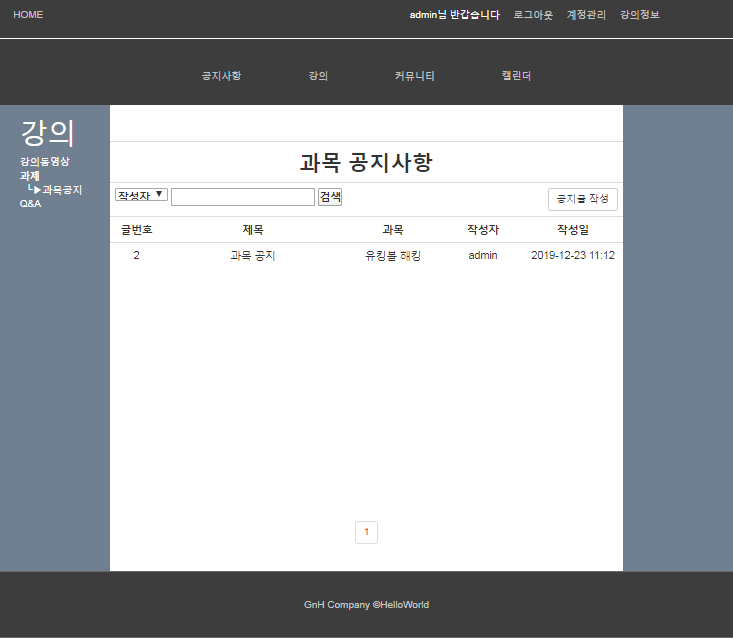 HOME admin님 반갑습니다 로그아웃 계정관리 강의정보
공지사항 강의 커뮤니티 캘린더
강의
강의동영상
과제
└▶과목공지
Q&A
과목 공지사항
작성자 ▼ 검색 공지글 작성
글번호 제목 과목 작성자 작성일
2 과목 공지 유킹블 해킹 admin 2019-12-23 11:12
1
GnH Company ©HelloWorld